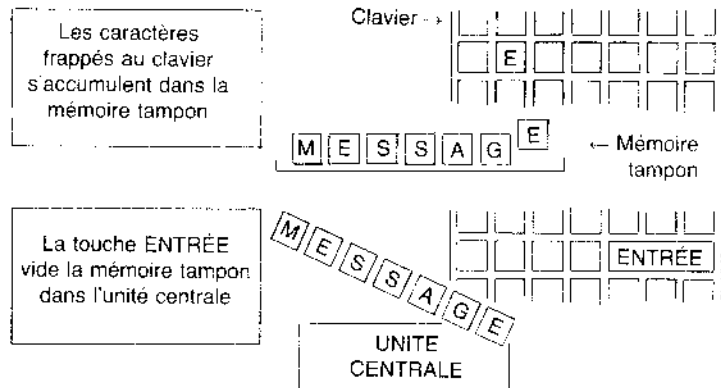 Les caractères
frappés au clavier
s'accumulent dans la
mémoire tampon
Clavier →
E
M E S S A G E
← Mémoire
tampon
La touche ENTRÉE
vide la mémoire tampon
dans l'unité centrale
M E S S A G E
ENTRÉE
UNITE
CENTRALE